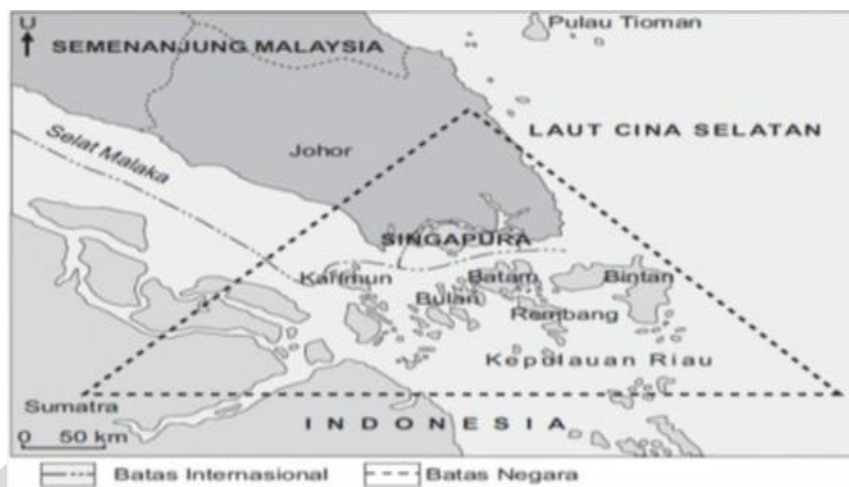 U
Pulau Tioman
SEMENANJUNG MALAYSIA
LAUT CINA SELATAN
Selat Malaka
Johor
SINGAPURA
Karimun
Batam
Bintan
Bulan
Rembang
Kepulauan Riau
Sumatra
INDONESIA
0 50 km
Batas Internasional
Batas Negara